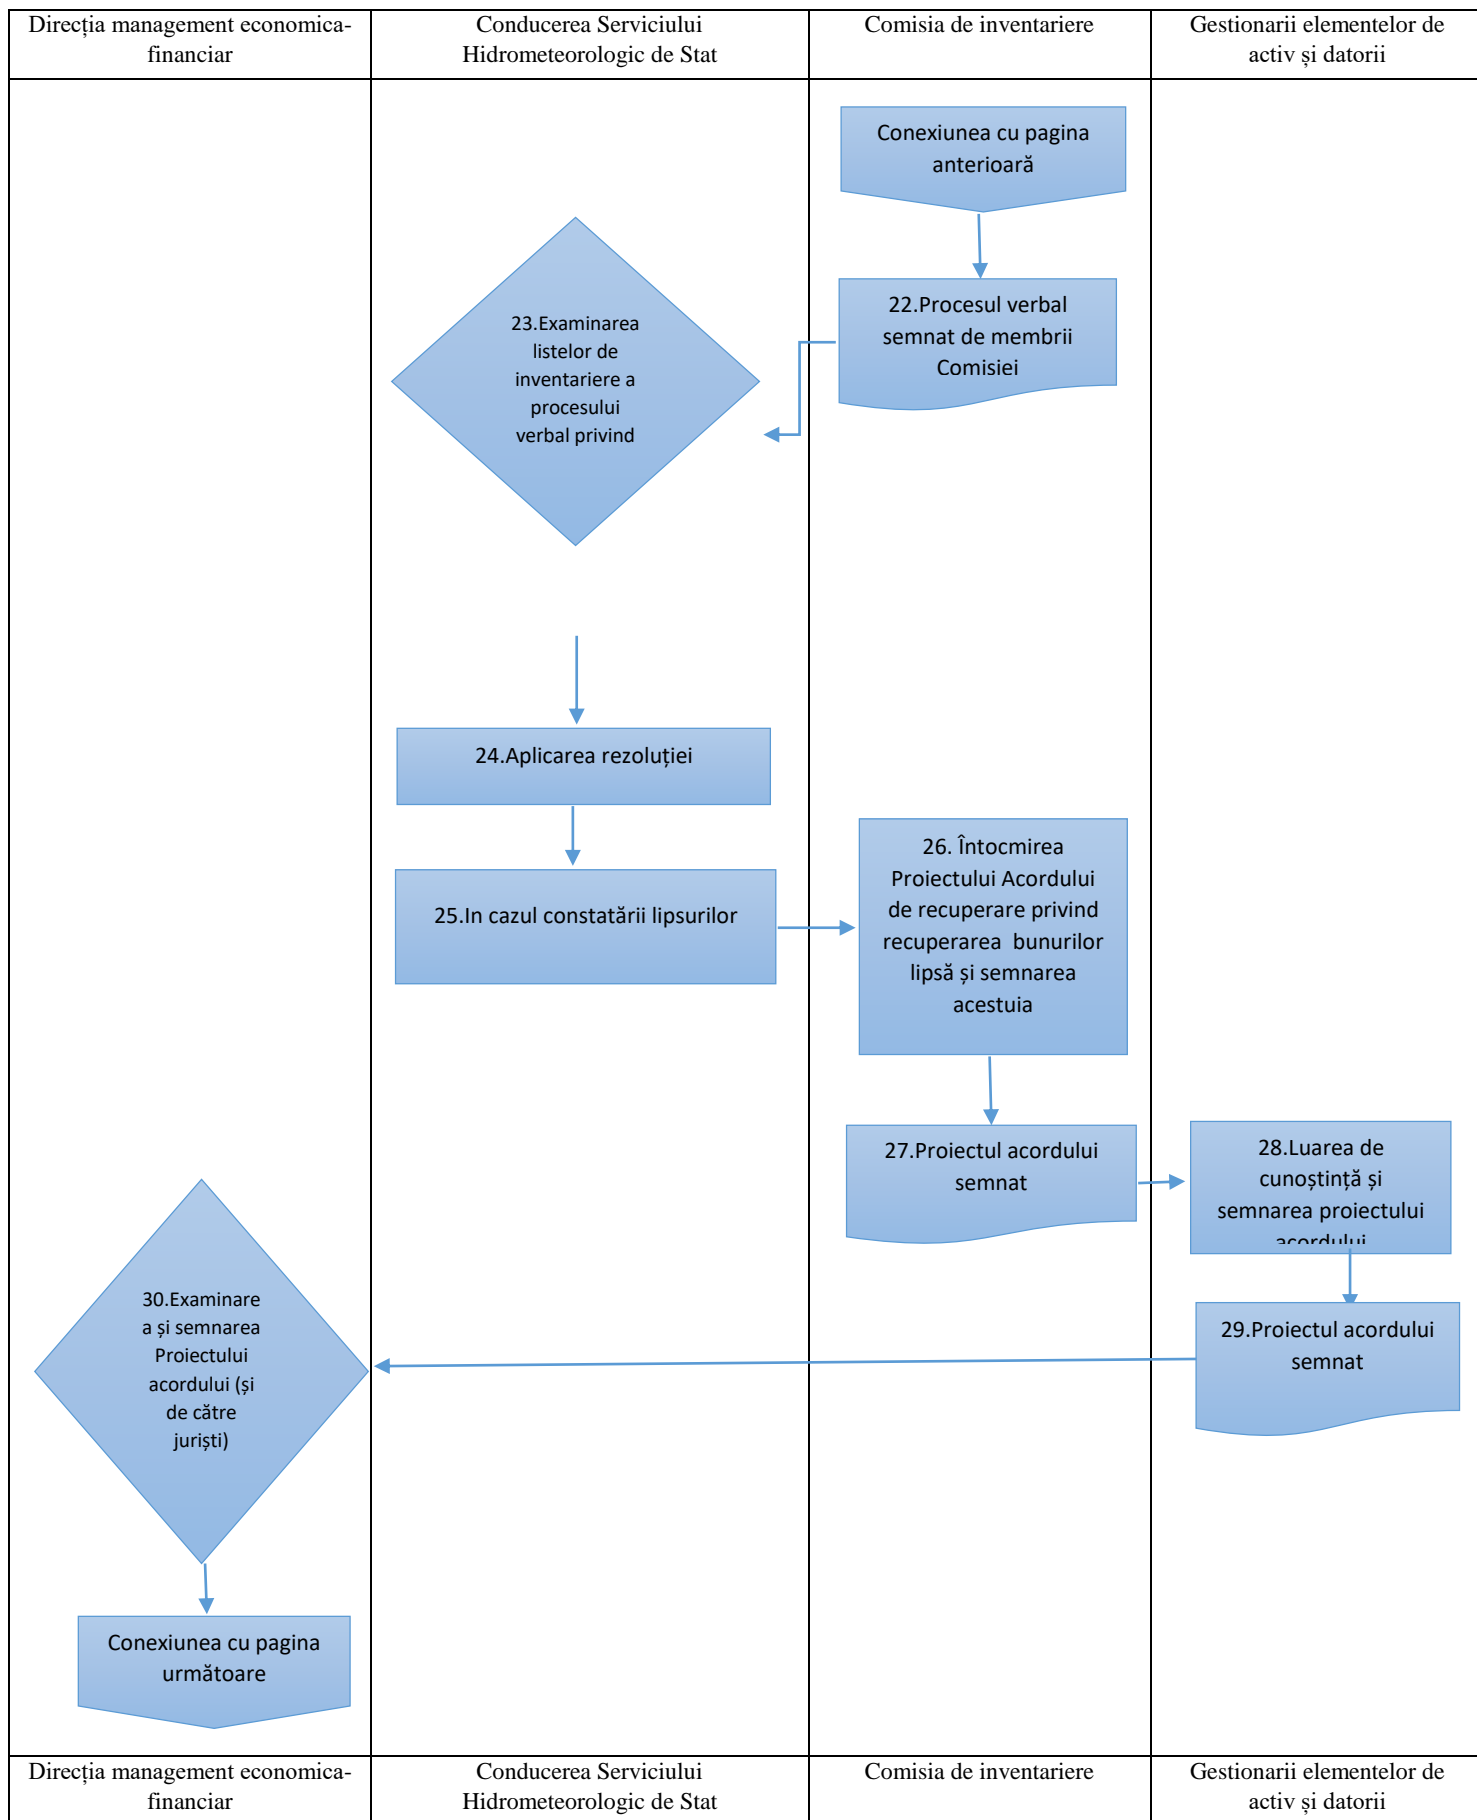 Direcția management economica-
financiar
Conducerea Serviciului
Hidrometeorologic de Stat
Comisia de inventariere
Gestionarii elementelor de
activ și datorii
Conexiunea cu pagina
anterioară
22.Procesul verbal
semnat de membrii
Comisiei
23.Examinarea
listelor de
inventariere a
procesului
verbal privind
24.Aplicarea rezoluției
25.In cazul constatării lipsurilor
26. Întocmirea
Proiectului Acordului
de recuperare privind
recuperarea bunurilor
lipsă și semnarea
acestuia
27.Proiectul acordului
semnat
28.Luarea de
cunoștință și
semnarea proiectului
acordului
29.Proiectul acordului
semnat
30.Examinare
a și semnarea
Proiectului
acordului (și
de către
juriști)
Conexiunea cu pagina
următoare
Direcția management economica-
financiar
Conducerea Serviciului
Hidrometeorologic de Stat
Comisia de inventariere
Gestionarii elementelor de
activ și datorii